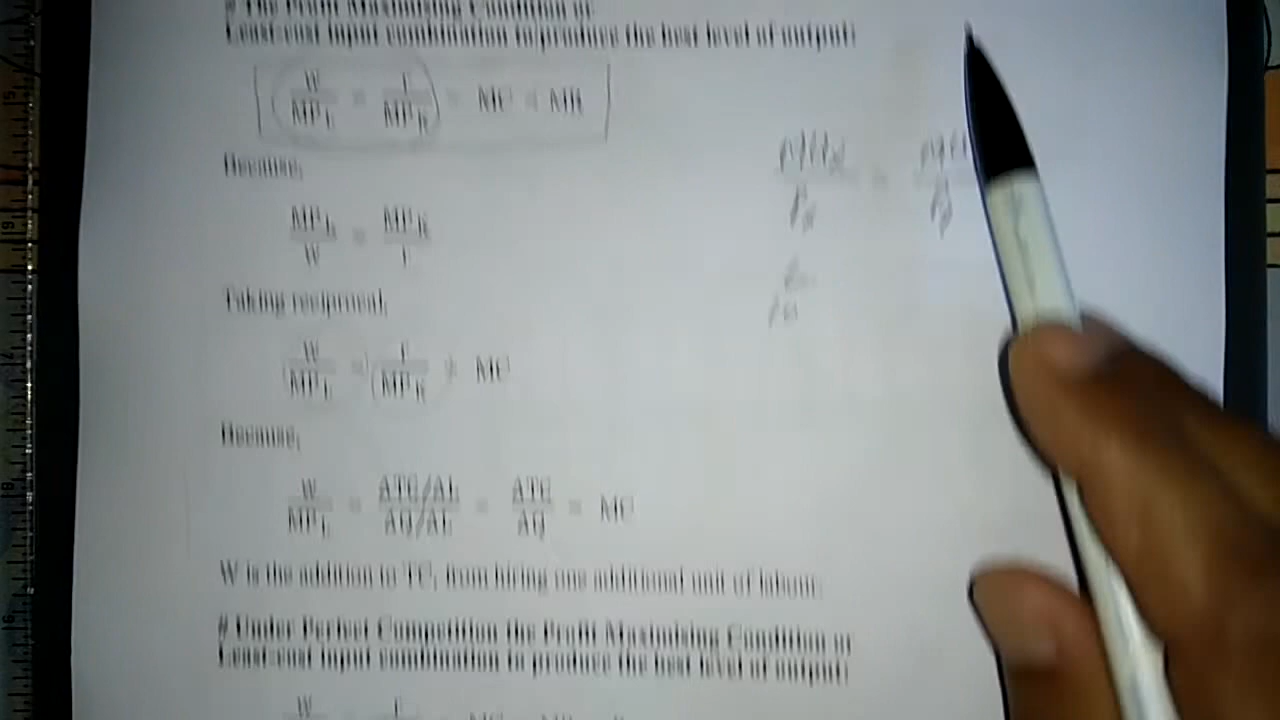 # The Profit Maximising Condition or
Least-cost input combination to produce the best level of output:
W/MP_L = r/MP_K = MC = MR
Because,
MP_L/W = MP_K/r
Taking reciprocal,
W/MP_L = r/MP_K = MC
Because,
W/MP_L = ΔTC/ΔL / ΔQ/ΔL = ΔTC/ΔQ = MC
W is the addition to TC, from hiring one additional unit of labour.
# Under Perfect Competition the Profit Maximising Condition or
Least-cost input combination to produce the best level of output: